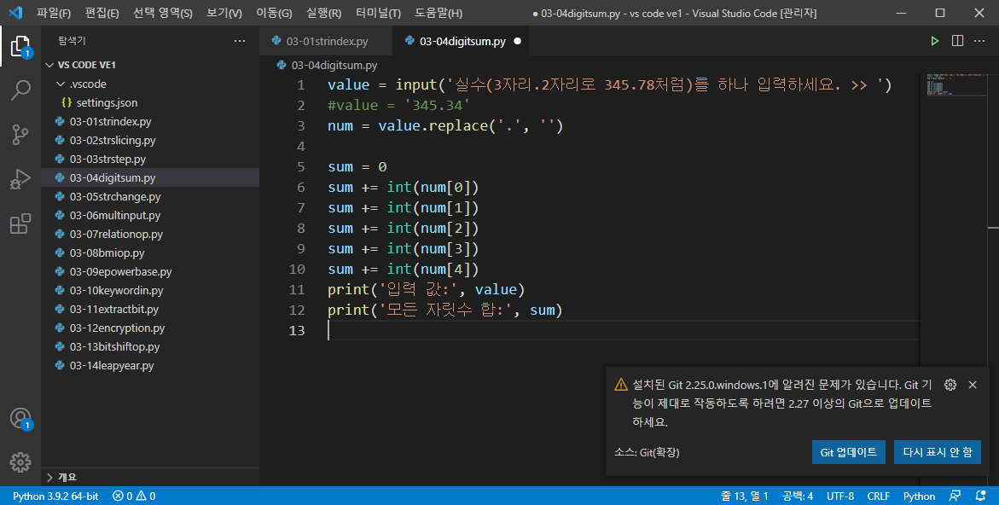 파일(F) 편집(E) 선택 영역(S) 보기(V) 이동(G) 실행(R) 터미널(T) 도움말(H) ● 03-04digitsum.py - vs code ve1 - Visual Studio Code [관리자]
탐색기 ···
VS CODE VE1
.vscode
{} settings.json
03-01strindex.py
03-02strslicing.py
03-03strstep.py
03-04digitsum.py
03-05strchange.py
03-06multinput.py
03-07relationop.py
03-08bmiop.py
03-09epowerbase.py
03-10keywordin.py
03-11extractbit.py
03-12encryption.py
03-13bitshiftop.py
03-14leapyear.py
개요
1
1
03-01strindex.py 03-04digitsum.py ●
03-04digitsum.py
1 value = input('실수(3자리.2자리로 345.78처럼)를 하나 입력하세요. >> ')
2 #value = '345.34'
3 num = value.replace('.', '')
4
5 sum = 0
6 sum += int(num[0])
7 sum += int(num[1])
8 sum += int(num[2])
9 sum += int(num[3])
10 sum += int(num[4])
11 print('입력 값:', value)
12 print('모든 자릿수 합:', sum)
13
설치된 Git 2.25.0.windows.1에 알려진 문제가 있습니다. Git 기
능이 제대로 작동하도록 하려면 2.27 이상의 Git으로 업데이트
하세요.
소스: Git(확장) Git 업데이트 다시 표시 안 함
Python 3.9.2 64-bit 0 0 줄 13, 열 1 공백: 4 UTF-8 CRLF Python